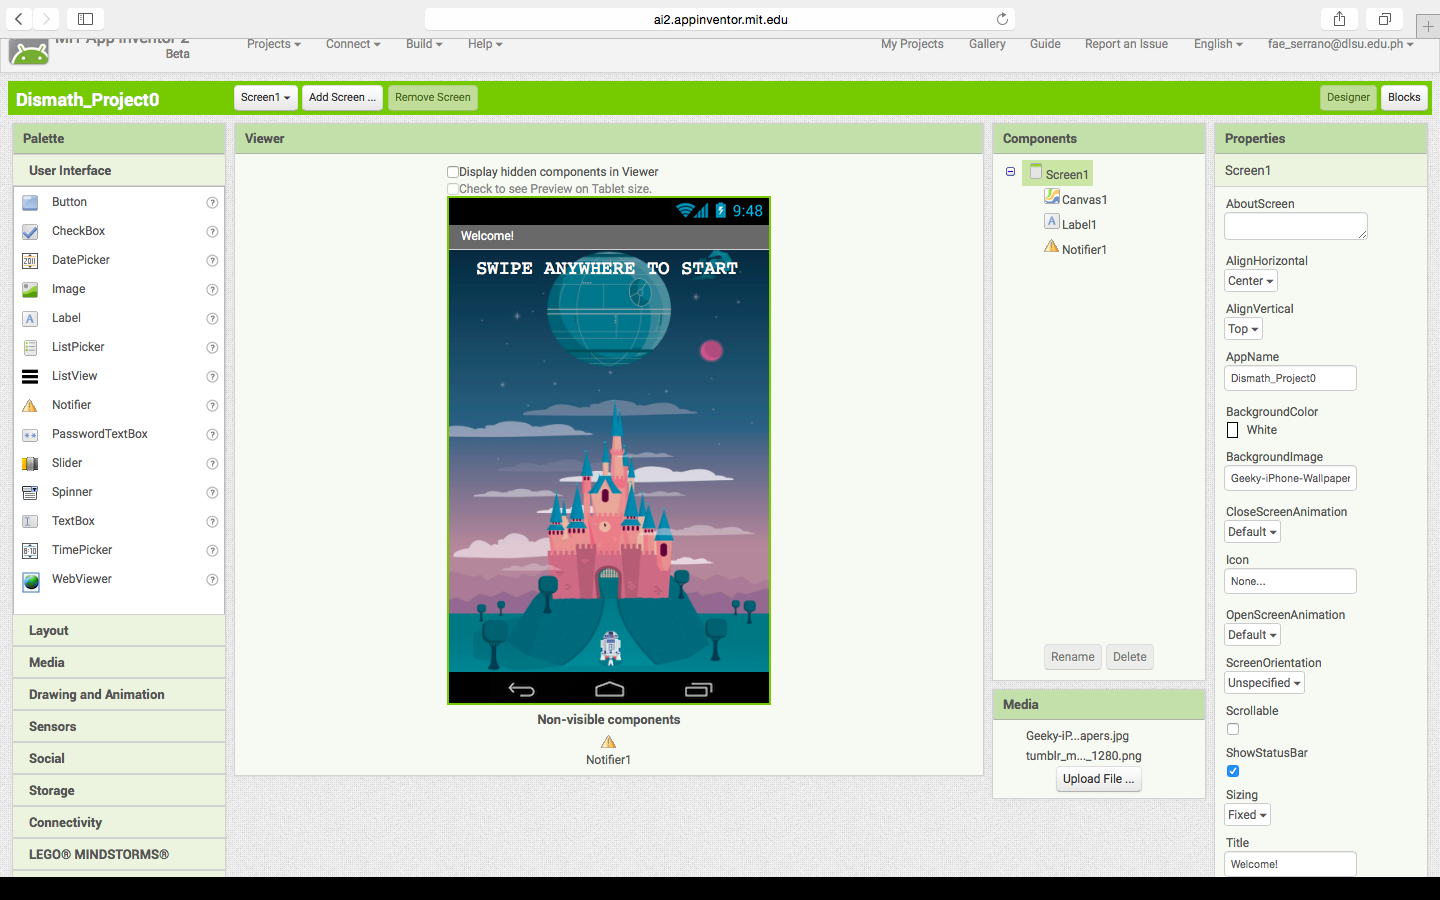 ai2.appinventor.mit.edu
MIT App Inventor 2
Beta
Projects Connect Build Help
My Projects Gallery Guide Report an Issue English fae_serrano@dlsu.edu.ph
Dismath_Project0
Screen1 Add Screen ... Remove Screen
Designer Blocks
Palette
User Interface
Button ?
CheckBox ?
DatePicker ?
Image ?
Label ?
ListPicker ?
ListView ?
Notifier ?
PasswordTextBox ?
Slider ?
Spinner ?
TextBox ?
TimePicker ?
WebViewer ?
Layout
Media
Drawing and Animation
Sensors
Social
Storage
Connectivity
LEGO® MINDSTORMS®
Viewer
Display hidden components in Viewer
Check to see Preview on Tablet size.
9:48
Welcome!
SWIPE ANYWHERE TO START
Non-visible components
Notifier1
Components
Screen1
Canvas1
A Label1
Notifier1
Rename Delete
Media
Geeky-iP...apers.jpg
tumblr_m..._1280.png
Upload File ...
Properties
Screen1
AboutScreen
AlignHorizontal
Center
AlignVertical
Top
AppName
Dismath_Project0
BackgroundColor
White
BackgroundImage
Geeky-iPhone-Wallpaper
CloseScreenAnimation
Default
Icon
None...
OpenScreenAnimation
Default
ScreenOrientation
Unspecified
Scrollable
ShowStatusBar
Sizing
Fixed
Title
Welcome!